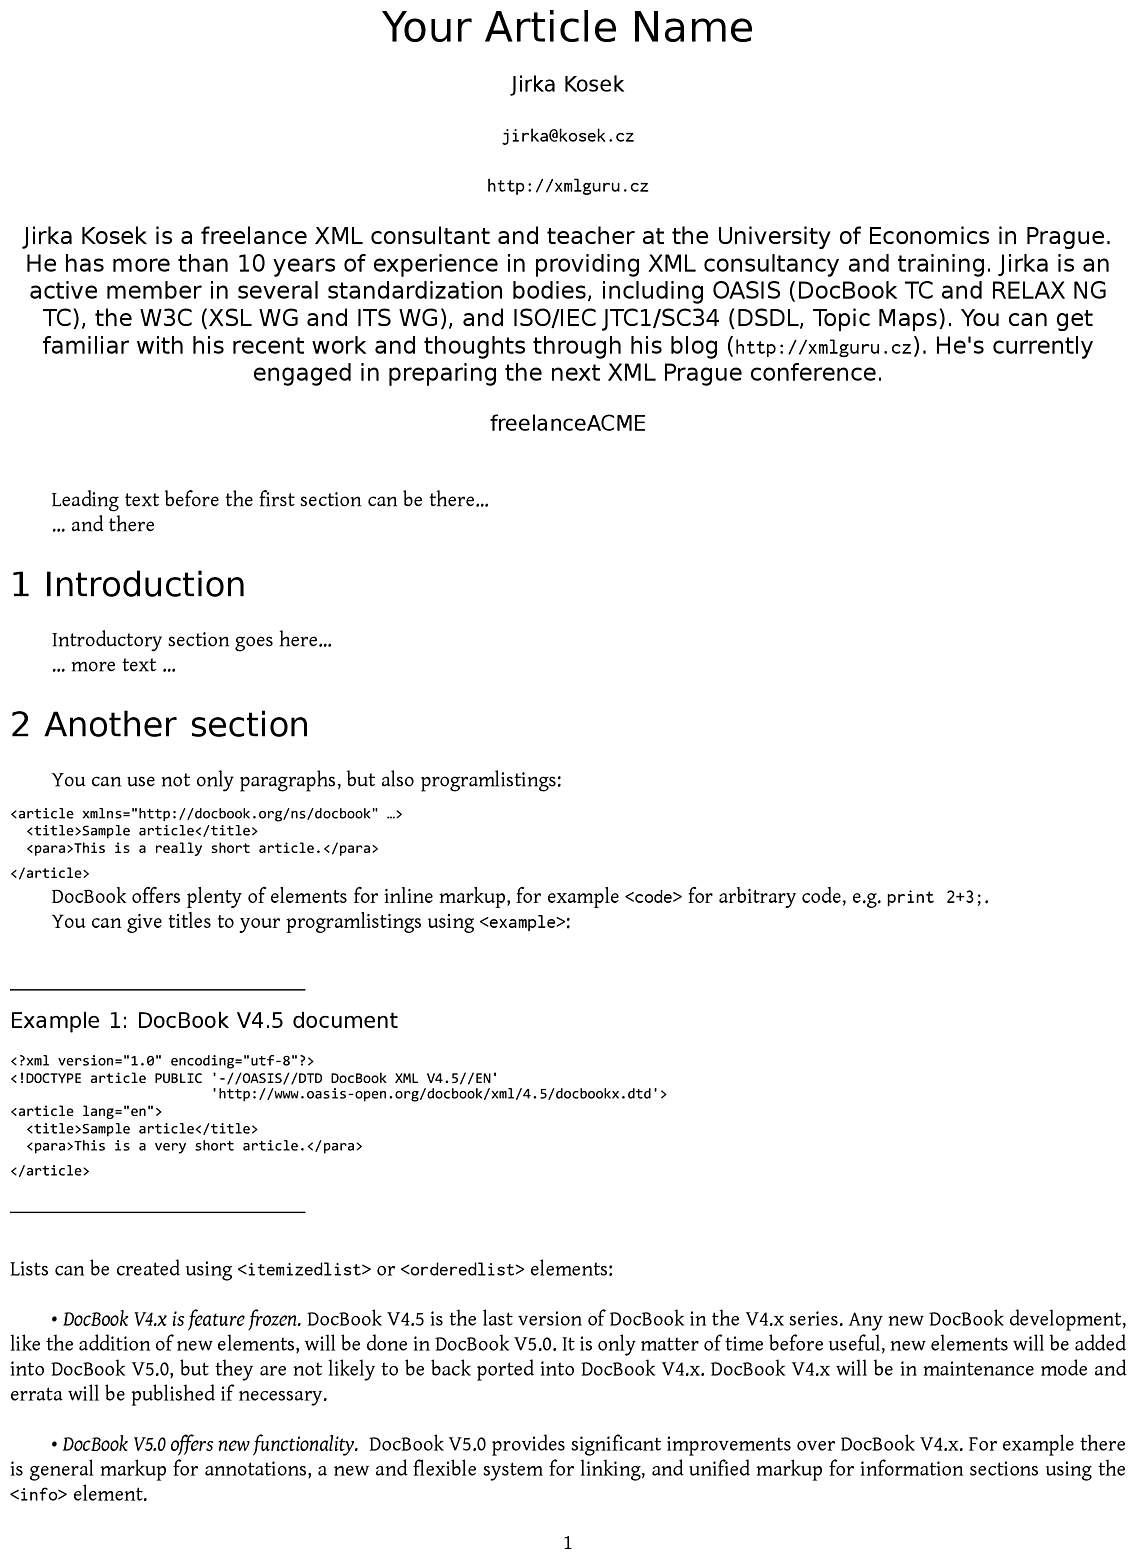 Your Article Name
Jirka Kosek
jirka@kosek.cz
http://xmlguru.cz
Jirka Kosek is a freelance XML consultant and teacher at the University of Economics in Prague.
He has more than 10 years of experience in providing XML consultancy and training. Jirka is an
active member in several standardization bodies, including OASIS (DocBook TC and RELAX NG
TC), the W3C (XSL WG and ITS WG), and ISO/IEC JTC1/SC34 (DSDL, Topic Maps). You can get
familiar with his recent work and thoughts through his blog (http://xmlguru.cz). He's currently
engaged in preparing the next XML Prague conference.
freelanceACME
Leading text before the first section can be there...
... and there
1 Introduction
Introductory section goes here...
... more text ...
2 Another section
You can use not only paragraphs, but also programlistings:
<article xmlns="http://docbook.org/ns/docbook" …>
  <title>Sample article</title>
  <para>This is a really short article.</para>
</article>
DocBook offers plenty of elements for inline markup, for example <code> for arbitrary code, e.g. print 2+3;.
You can give titles to your programlistings using <example>:
Example 1: DocBook V4.5 document
<?xml version="1.0" encoding="utf-8"?>
<!DOCTYPE article PUBLIC '-//OASIS//DTD DocBook XML V4.5//EN'
                         'http://www.oasis-open.org/docbook/xml/4.5/docbookx.dtd'>
<article lang="en">
  <title>Sample article</title>
  <para>This is a very short article.</para>
</article>
Lists can be created using <itemizedlist> or <orderedlist> elements:
• DocBook V4.x is feature frozen. DocBook V4.5 is the last version of DocBook in the V4.x series. Any new DocBook development,
like the addition of new elements, will be done in DocBook V5.0. It is only matter of time before useful, new elements will be added
into DocBook V5.0, but they are not likely to be back ported into DocBook V4.x. DocBook V4.x will be in maintenance mode and
errata will be published if necessary.
• DocBook V5.0 offers new functionality. DocBook V5.0 provides significant improvements over DocBook V4.x. For example there
is general markup for annotations, a new and flexible system for linking, and unified markup for information sections using the
<info> element.
1